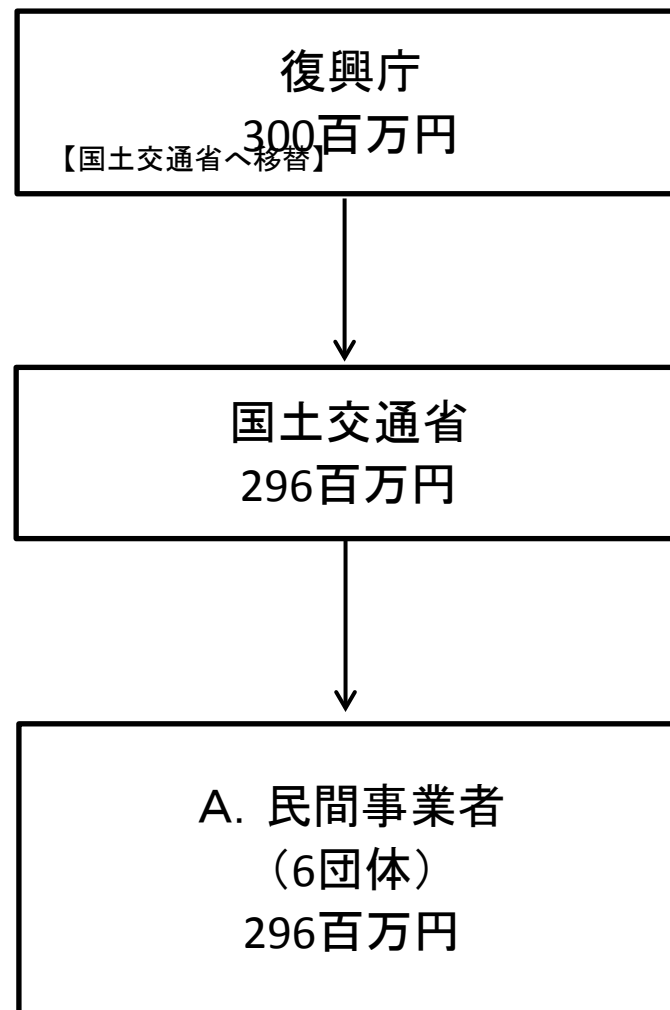 復興庁
300百万円
【国土交通省へ移替】
国土交通省
296百万円
A. 民間事業者
（6団体）
296百万円